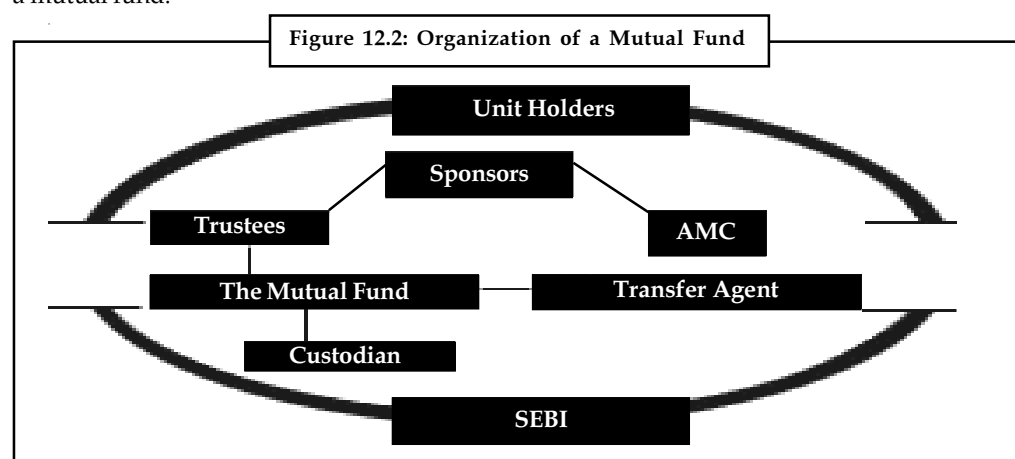 a mutual fund.
Figure 12.2: Organization of a Mutual Fund
Unit Holders
Sponsors
Trustees
AMC
The Mutual Fund
Transfer Agent
Custodian
SEBI